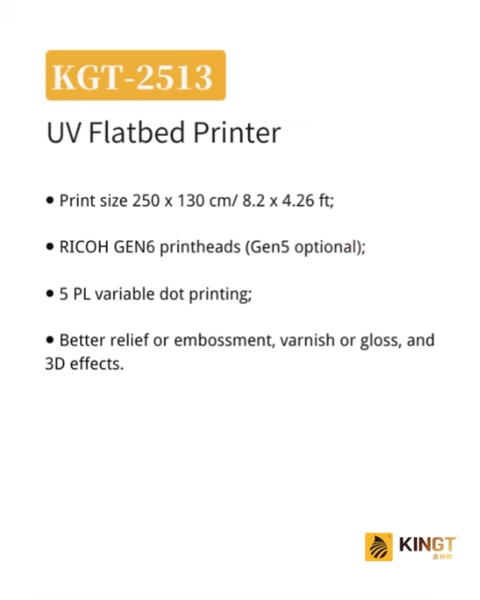 KGT-2513
UV Flatbed Printer
● Print size 250 x 130 cm/ 8.2 x 4.26 ft;
● RICOH GEN6 printheads (Gen5 optional);
● 5 PL variable dot printing;
● Better relief or embossment, varnish or gloss, and
3D effects.
KINGT